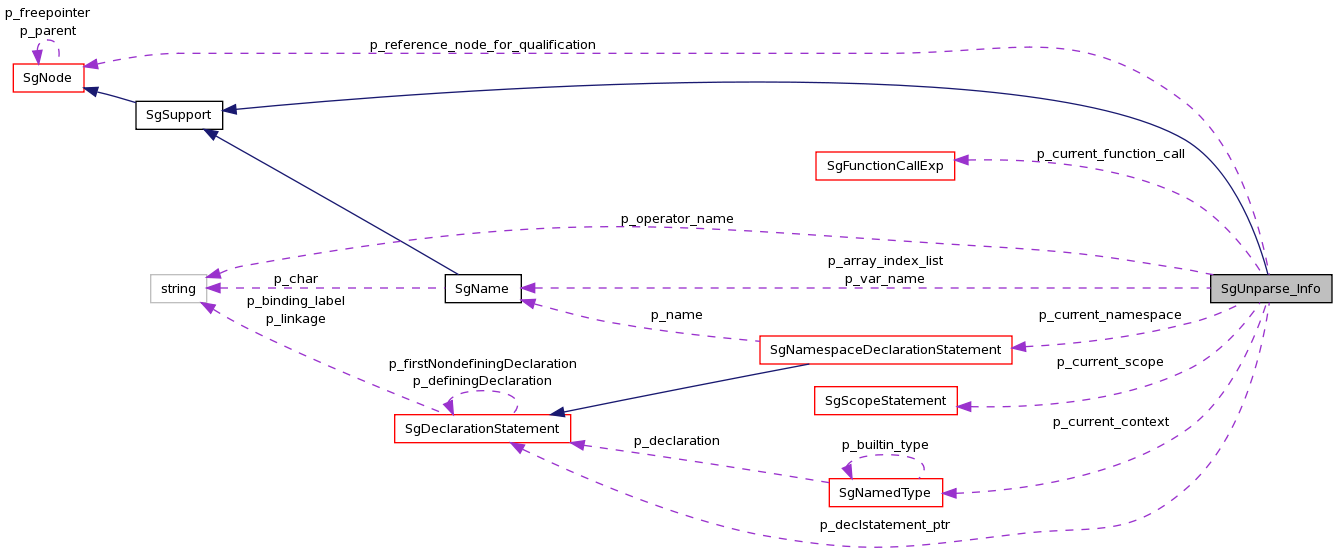 p_freepointer
p_parent
p_reference_node_for_qualification
SgNode
SgSupport
p_current_function_call
SgFunctionCallExp
p_operator_name
p_array_index_list
p_var_name
p_char
string
SgName
SgUnparse_Info
p_binding_label
p_linkage
p_name
p_current_namespace
SgNamespaceDeclarationStatement
p_firstNondefiningDeclaration
p_definingDeclaration
p_current_scope
SgScopeStatement
SgDeclarationStatement
p_current_context
p_declaration
p_builtin_type
SgNamedType
p_declstatement_ptr